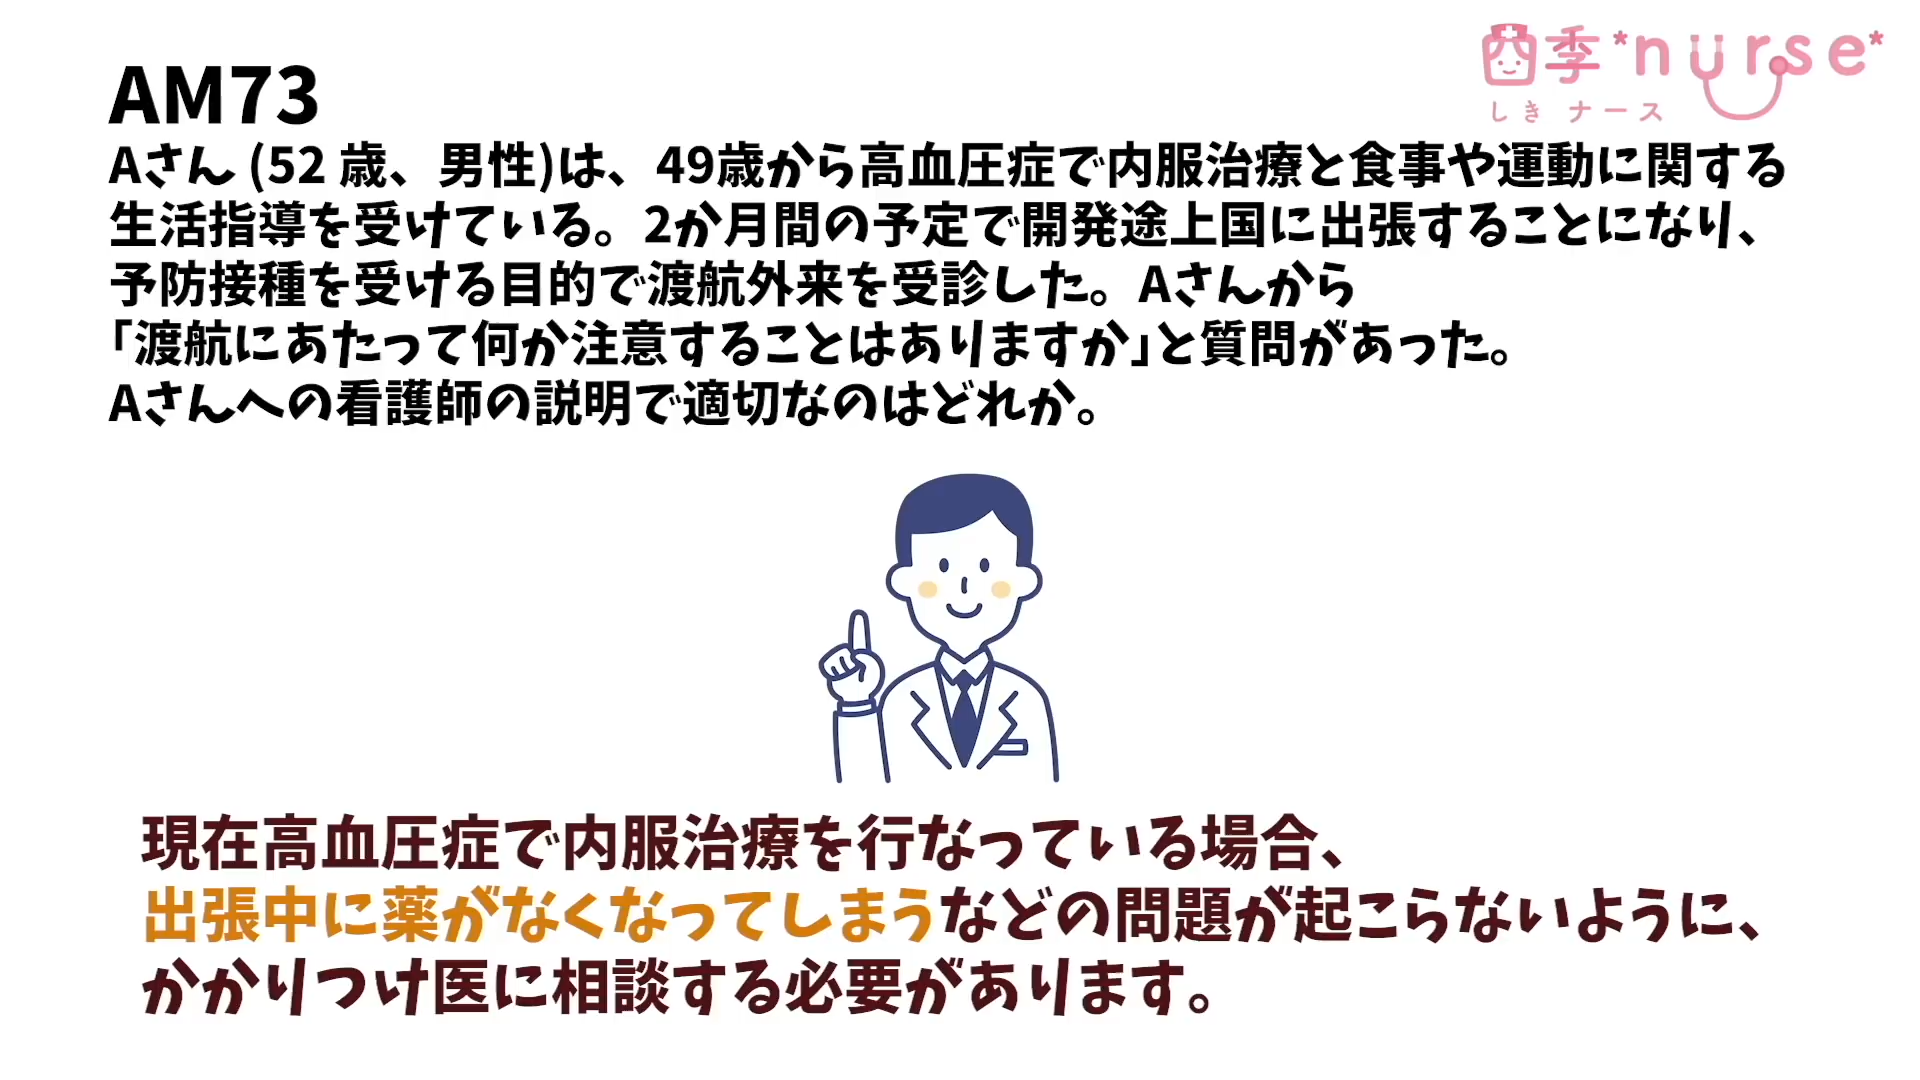 四季*nurse*
しき ナース
AM73
Aさん (52 歳、男性)は、49歳から高血圧症で内服治療と食事や運動に関する
生活指導を受けている。2か月間の予定で開発途上国に出張することになり、
予防接種を受ける目的で渡航外来を受診した。Aさんから
「渡航にあたって何か注意することはありますか」と質問があった。
Aさんへの看護師の説明で適切なのはどれか。
現在高血圧症で内服治療を行なっている場合、
出張中に薬がなくなってしまうなどの問題が起こらないように、
かかりつけ医に相談する必要があります。